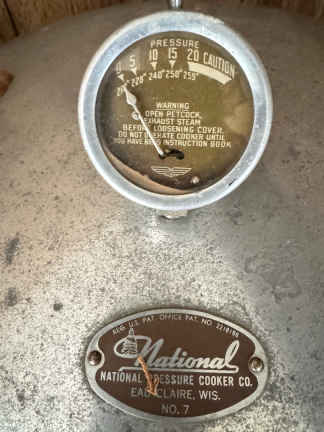 PRESSURE
0 5 10 15 20 CAUTION
228° 240° 250° 259°
WARNING
OPEN PETCOCK,
EXHAUST STEAM
BEFORE LOOSENING COVER.
DO NOT OPERATE COOKER UNTIL
YOU HAVE READ INSTRUCTION BOOK
REG. U.S. PAT. OFFICE PAT. NO. 2218188
National
NATIONAL PRESSURE COOKER CO.
EAU CLAIRE, WIS.
NO. 7